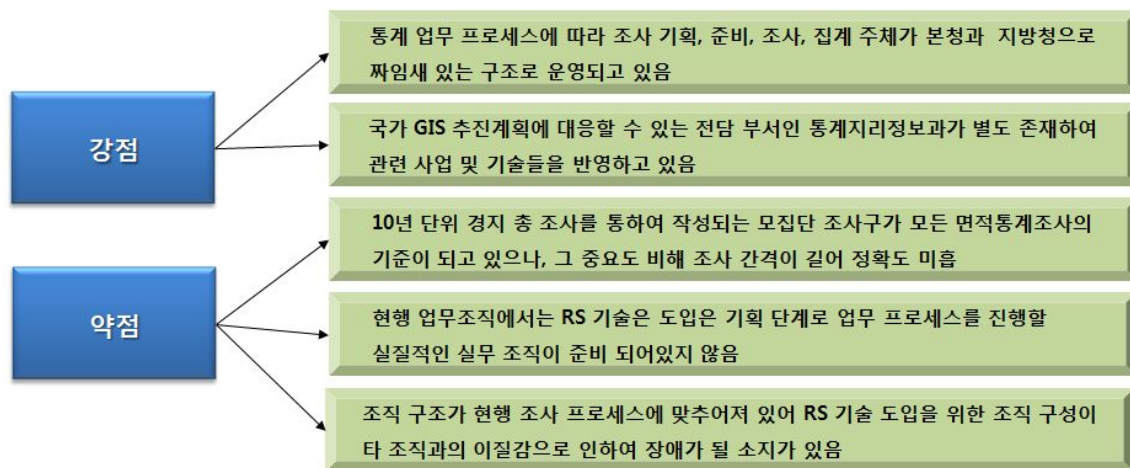 강점
통계 업무 프로세스에 따라 조사 기획, 준비, 조사, 집계 주체가 본청과 지방청으로
짜임새 있는 구조로 운영되고 있음
국가 GIS 추진계획에 대응할 수 있는 전담 부서인 통계지리정보과가 별도 존재하여
관련 사업 및 기술들을 반영하고 있음
약점
10년 단위 경지 총 조사를 통하여 작성되는 모집단 조사구가 모든 면적통계조사의
기준이 되고 있으나, 그 중요도 비해 조사 간격이 길어 정확도 미흡
현행 업무조직에서는 RS 기술은 도입은 기획 단계로 업무 프로세스를 진행할
실질적인 실무 조직이 준비 되어있지 않음
조직 구조가 현행 조사 프로세스에 맞추어져 있어 RS 기술 도입을 위한 조직 구성이
타 조직과의 이질감으로 인하여 장애가 될 소지가 있음